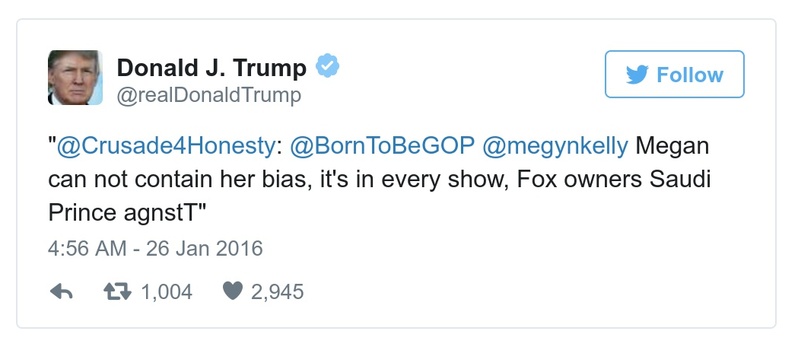 Donald J. Trump
@realDonaldTrump
Follow
"@Crusade4Honesty: @BornToBeGOP @megynkelly Megan
can not contain her bias, it's in every show, Fox owners Saudi
Prince agnstT"
4:56 AM - 26 Jan 2016
1,004 2,945